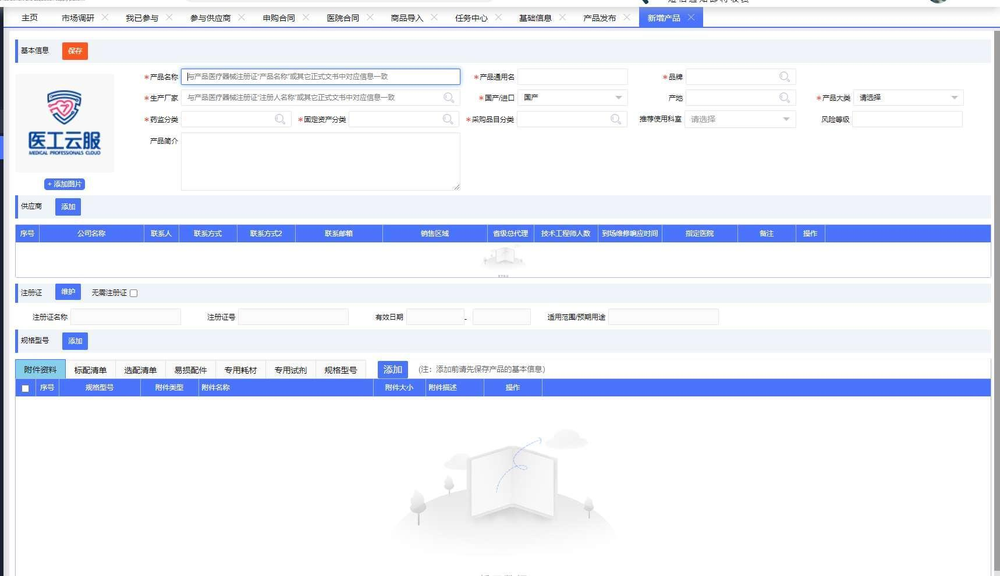 主页 市场调研 我已参与 参与供应商 申购合同 医院合同 商品导入 任务中心 基础信息 产品发布 新增产品
基本信息 保存
*产品名称 与产品医疗器械注册证“产品名称”或其它正式文书中对应信息一致 *产品通用名 *品牌
*生产厂家 与产品医疗器械注册证“注册人名称”或其它正式文书中对应信息一致 *国产/进口 国产 产地 *产品大类 请选择
*药监分类 *固定资产分类 *采购品目分类 推荐使用科室 请选择 风险等级
医工云服
MEDICAL PROFESSIONALS CLOUD
产品简介
+ 添加图片
供应商 添加
序号 公司名称 联系人 联系方式 联系方式2 联系邮箱 销售区域 省级总代理 技术工程师人数 到场维修响应时间 指定医院 备注 操作
注册证 维护 无需注册证
注册证名称 注册证号 有效日期 - 适用范围/预期用途
规格型号 添加
附件资料 标配清单 选配清单 易损配件 专用耗材 专用试剂 规格型号 添加 (注：添加前请先保存产品的基本信息)
序号 规格型号 附件类型 附件名称 附件大小 附件描述 操作